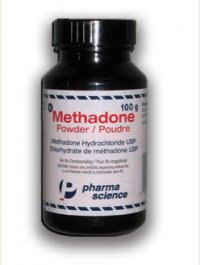 100 g
Methadone
Powder / Poudre
Methadone Hydrochloride USP
Chlorhydrate de méthadone USP
pharma
science